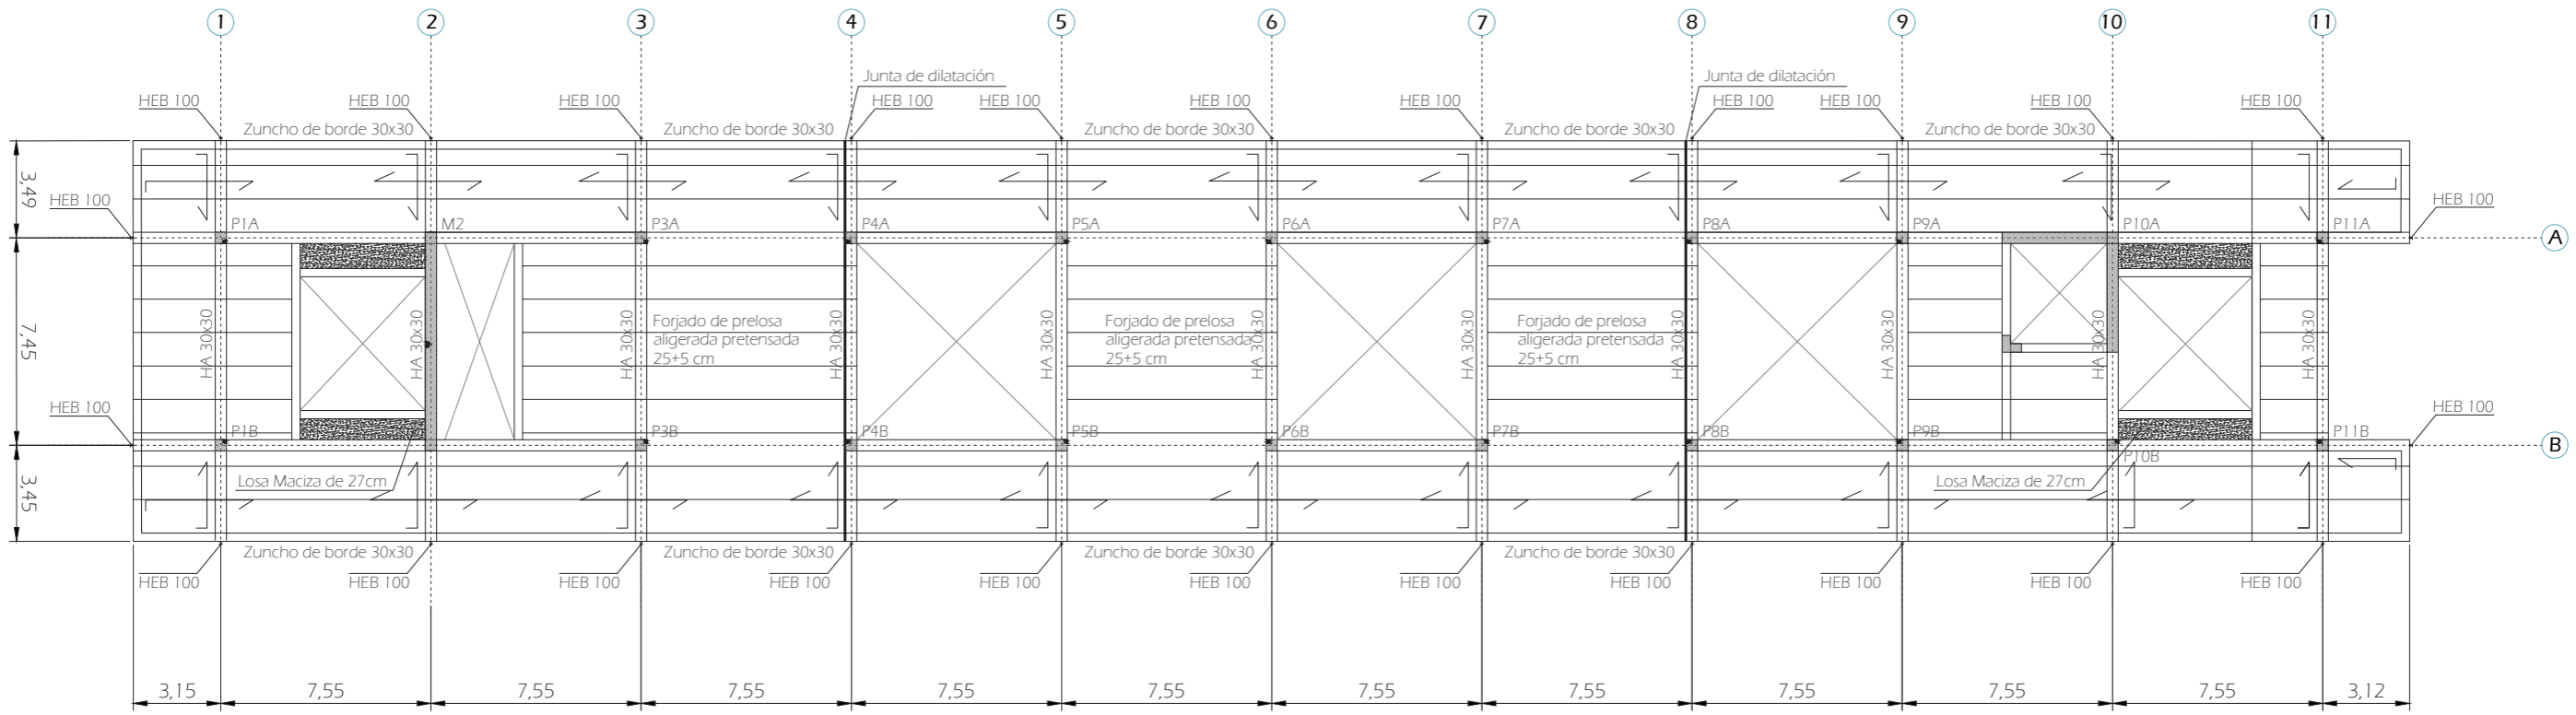 1 2 3 4 5 6 7 8 9 10 11
Junta de dilatación Junta de dilatación
HEB 100 HEB 100 HEB 100 HEB 100 HEB 100 HEB 100 HEB 100 HEB 100 HEB 100 HEB 100 HEB 100
Zuncho de borde 30x30 Zuncho de borde 30x30 Zuncho de borde 30x30 Zuncho de borde 30x30 Zuncho de borde 30x30
3,49
HEB 100 HEB 100
P1A M2 P3A P4A P5A P6A P7A P8A P9A P10A P11A
A
7,45
HA 30x30 HA 30x30 HA 30x30 HA 30x30 HA 30x30 HA 30x30 HA 30x30 HA 30x30 HA 30x30 HA 30x30 HA 30x30
Forjado de prelosa Forjado de prelosa Forjado de prelosa
aligerada pretensada aligerada pretensada aligerada pretensada
25+5 cm 25+5 cm 25+5 cm
HEB 100 HEB 100
P1B P3B P4B P5B P6B P7B P8B P9B P11B
B
P10B
3,45
Losa Maciza de 27cm Losa Maciza de 27cm
Zuncho de borde 30x30 Zuncho de borde 30x30 Zuncho de borde 30x30 Zuncho de borde 30x30
HEB 100 HEB 100 HEB 100 HEB 100 HEB 100 HEB 100 HEB 100 HEB 100 HEB 100 HEB 100 HEB 100
3,15 7,55 7,55 7,55 7,55 7,55 7,55 7,55 7,55 7,55 7,55 3,12